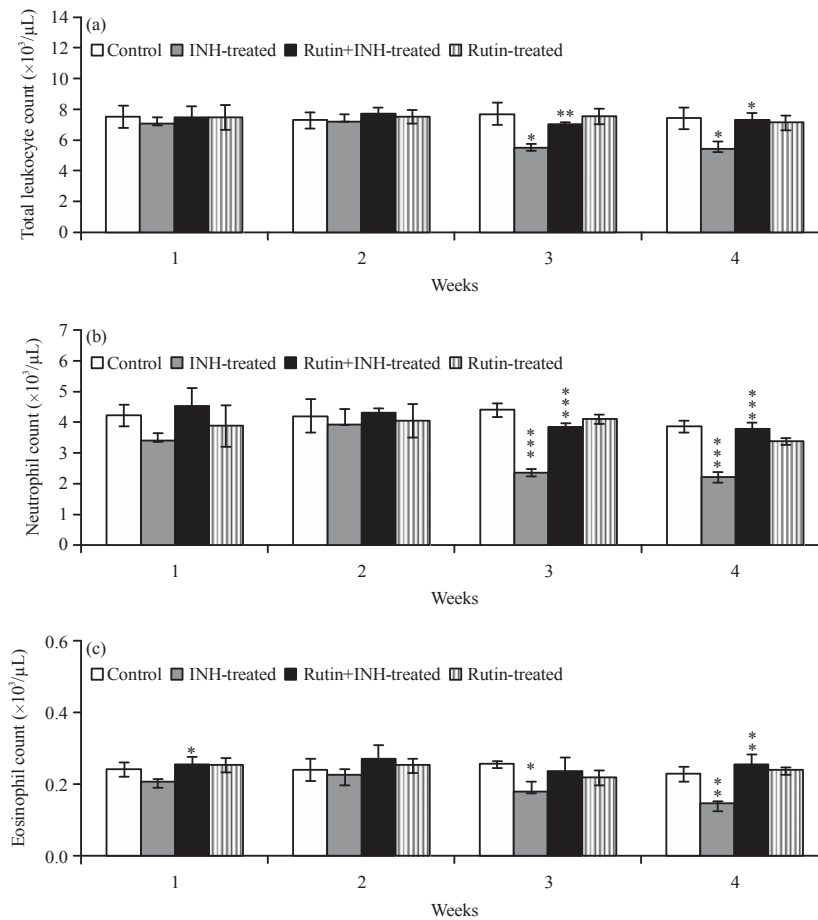 (a)
Control INH-treated Rutin+INH-treated Rutin-treated
Total leukocyte count (×10³/µL)
14
12
10
8
6
4
2
0
* ** * *
1 2 3 4
Weeks
(b)
Control INH-treated Rutin+INH-treated Rutin-treated
Neutrophil count (×10³/µL)
7
6
5
4
3
2
1
0
*** *** *** ***
1 2 3 4
Weeks
(c)
Control INH-treated Rutin+INH-treated Rutin-treated
Eosinophil count (×10³/µL)
0.6
0.4
0.2
0.0
* * ** **
1 2 3 4
Weeks